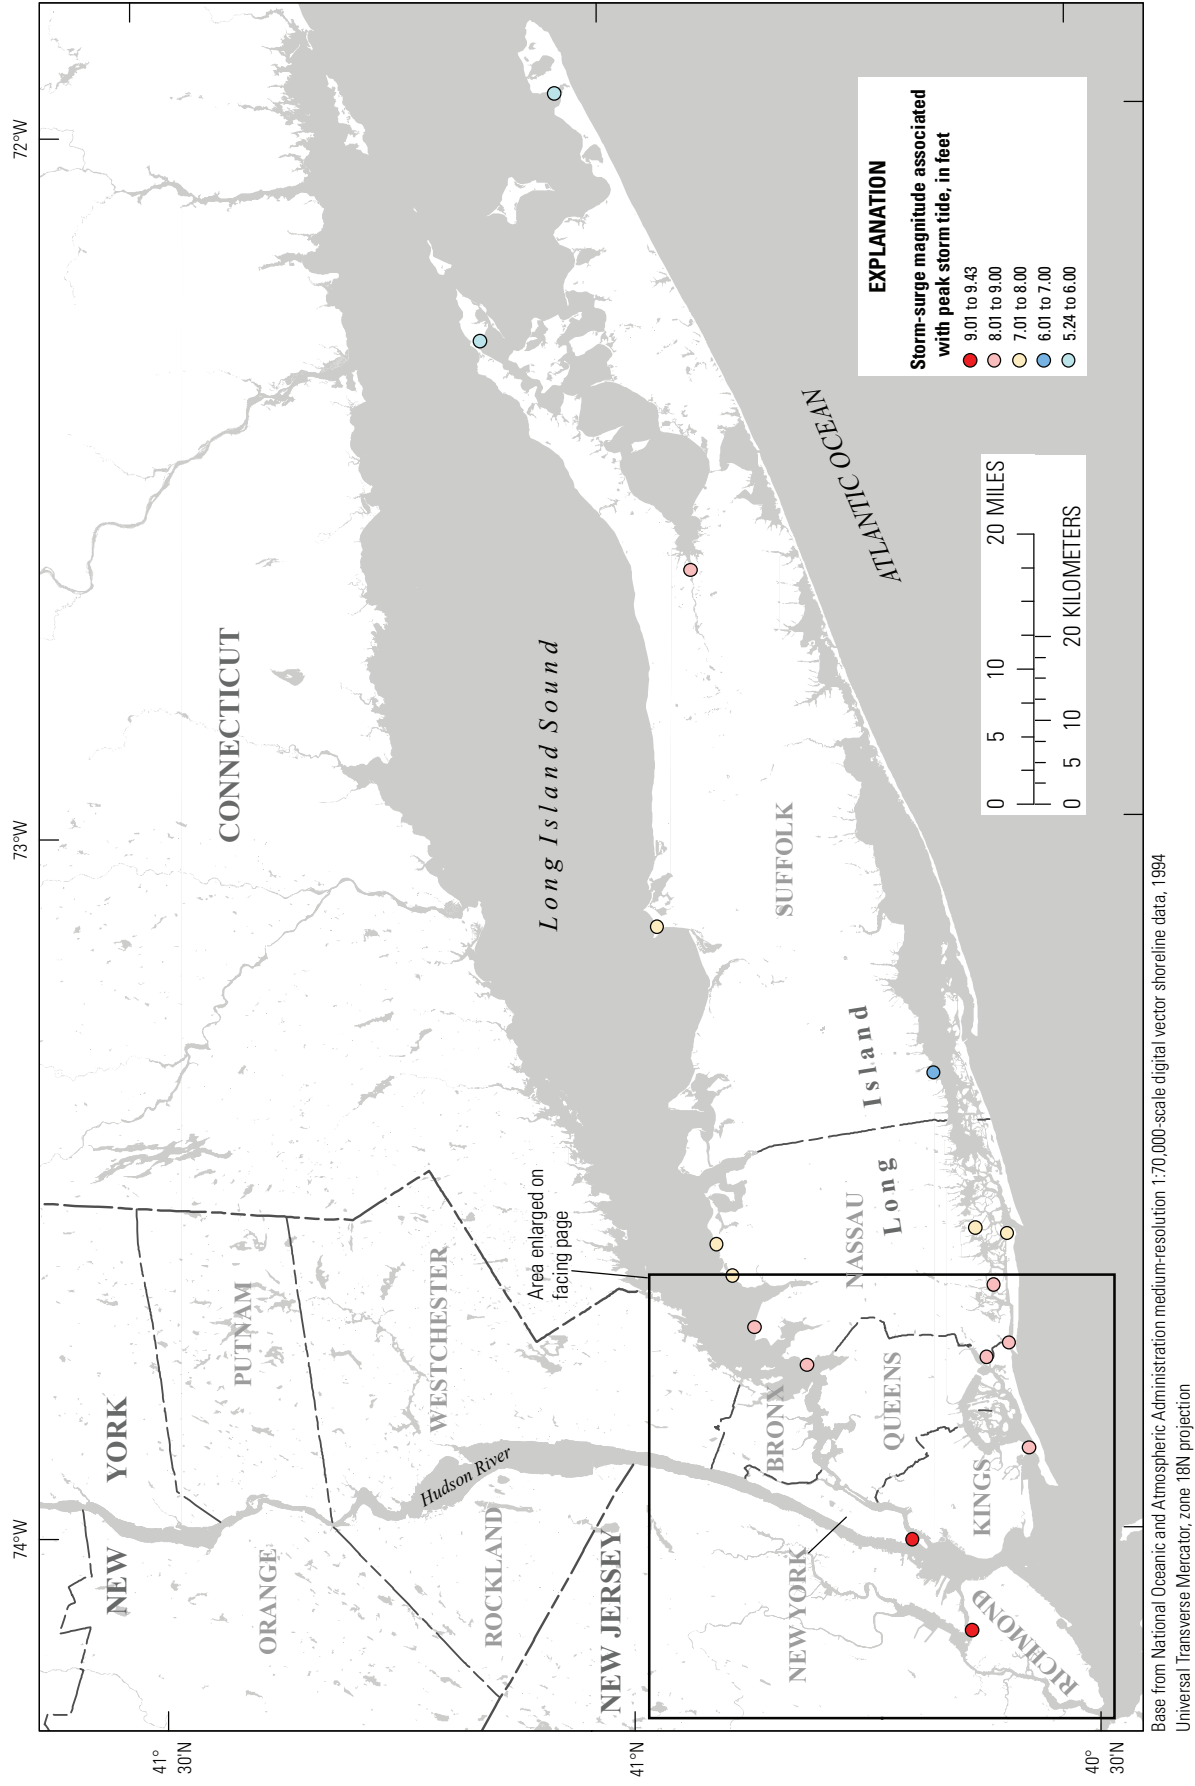 74°W
73°W
72°W
41°
30'N
41°N
40°
30'N
NEW YORK
CONNECTICUT
PUTNAM
ORANGE
WESTCHESTER
Hudson River
ROCKLAND
NEW JERSEY
Area enlarged on
facing page
Long Island Sound
BRONX
NEW YORK
QUEENS
NASSAU
SUFFOLK
Long Island
KINGS
RICHMOND
ATLANTIC OCEAN
EXPLANATION
Storm-surge magnitude associated
with peak storm tide, in feet
9.01 to 9.43
8.01 to 9.00
7.01 to 8.00
6.01 to 7.00
5.24 to 6.00
0 5 10 20 MILES
0 5 10 20 KILOMETERS
Base from National Oceanic and Atmospheric Administration medium-resolution 1:70,000-scale digital vector shoreline data, 1994
Universal Transverse Mercator, zone 18N projection